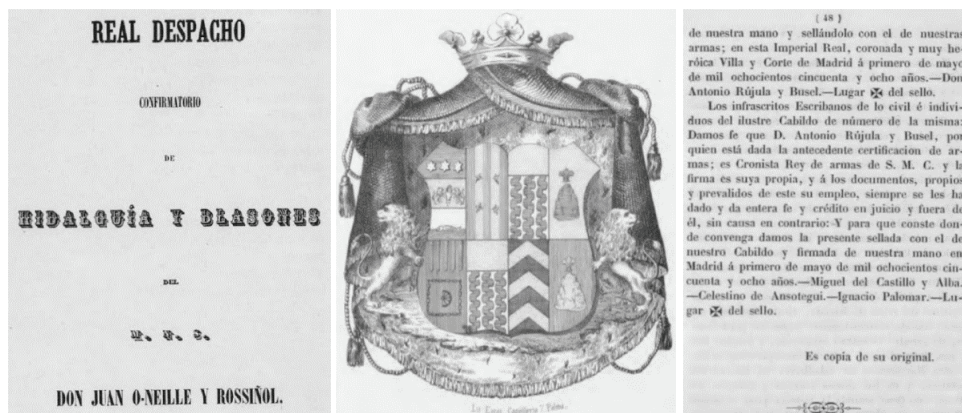 REAL DESPACHO
CONFIRMATORIO
DE
HIDALGUÍA Y BLASONES
DEL
M. N. S.
DON JUAN O-NEILLE Y ROSSIÑOL.
( 48 )
de nuestra mano y sellándolo con el de nuestras
armas; en esta Imperial Real, coronada y muy he-
róica Villa y Corte de Madrid á primero de mayo
de mil ochocientos cincuenta y ocho años.—Don
Antonio Rújula y Busel.—Lugar ✠ del sello.
Los infrascritos Escribanos de lo civil é indivi-
duos del ilustre Cabildo de número de la misma:
Damos fe que D. Antonio Rújula y Busel, por
quien está dada la antecedente certificacion de ar-
mas; es Cronista Rey de armas de S. M. C. y la
firma es suya propia, y á los documentos, propios
y prevalidos de este su empleo, siempre se les ha
dado y da entera fe y crédito en juicio y fuera de
él, sin causa en contrario: Y para que conste don-
de convenga damos la presente sellada con el de
nuestro Cabildo y firmada de nuestra mano en
Madrid á primero de mayo de mil ochocientos cin-
cuenta y ocho años.—Miguel del Castillo y Alba.
—Celestino de Ansotegui.—Ignacio Palomar.—Lu-
gar ✠ del sello.
Es copia de su original.